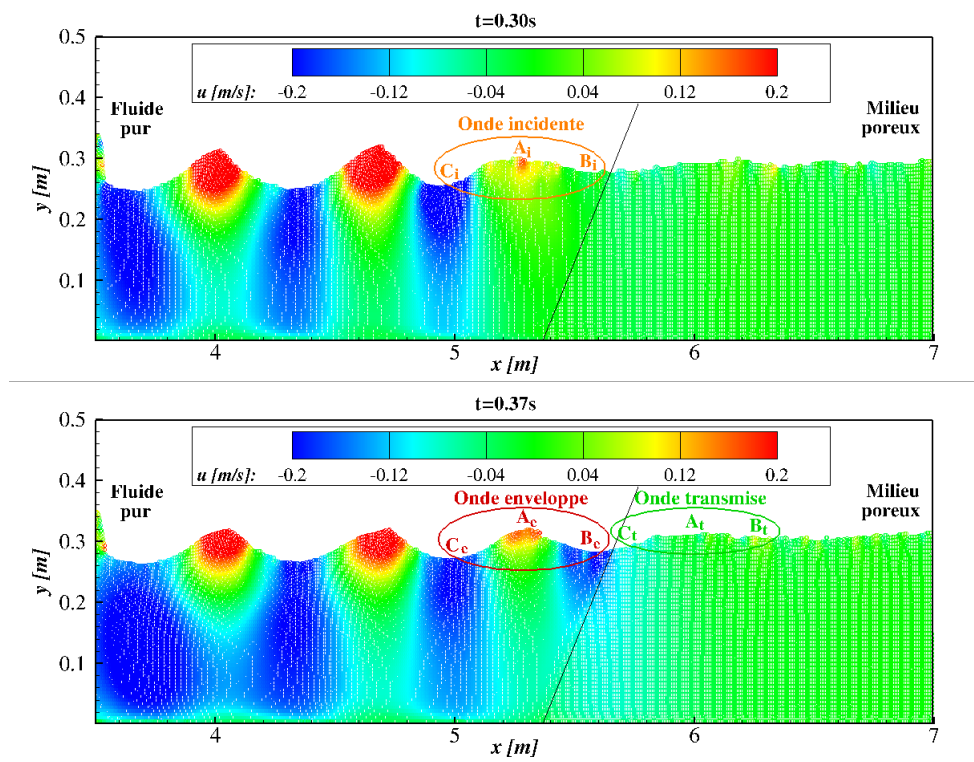 t=0.30s
0.5
0.4
0.3
0.2
0.1
y [m]
u [m/s]: -0.2 -0.12 -0.04 0.04 0.12 0.2
Fluide pur
Onde incidente
Milieu poreux
Ci Ai Bi
4 5 6 7
x [m]
t=0.37s
0.5
0.4
0.3
0.2
0.1
y [m]
u [m/s]: -0.2 -0.12 -0.04 0.04 0.12 0.2
Fluide pur
Onde enveloppe
Onde transmise
Milieu poreux
Ce Ae Be
Ct At Bt
4 5 6 7
x [m]